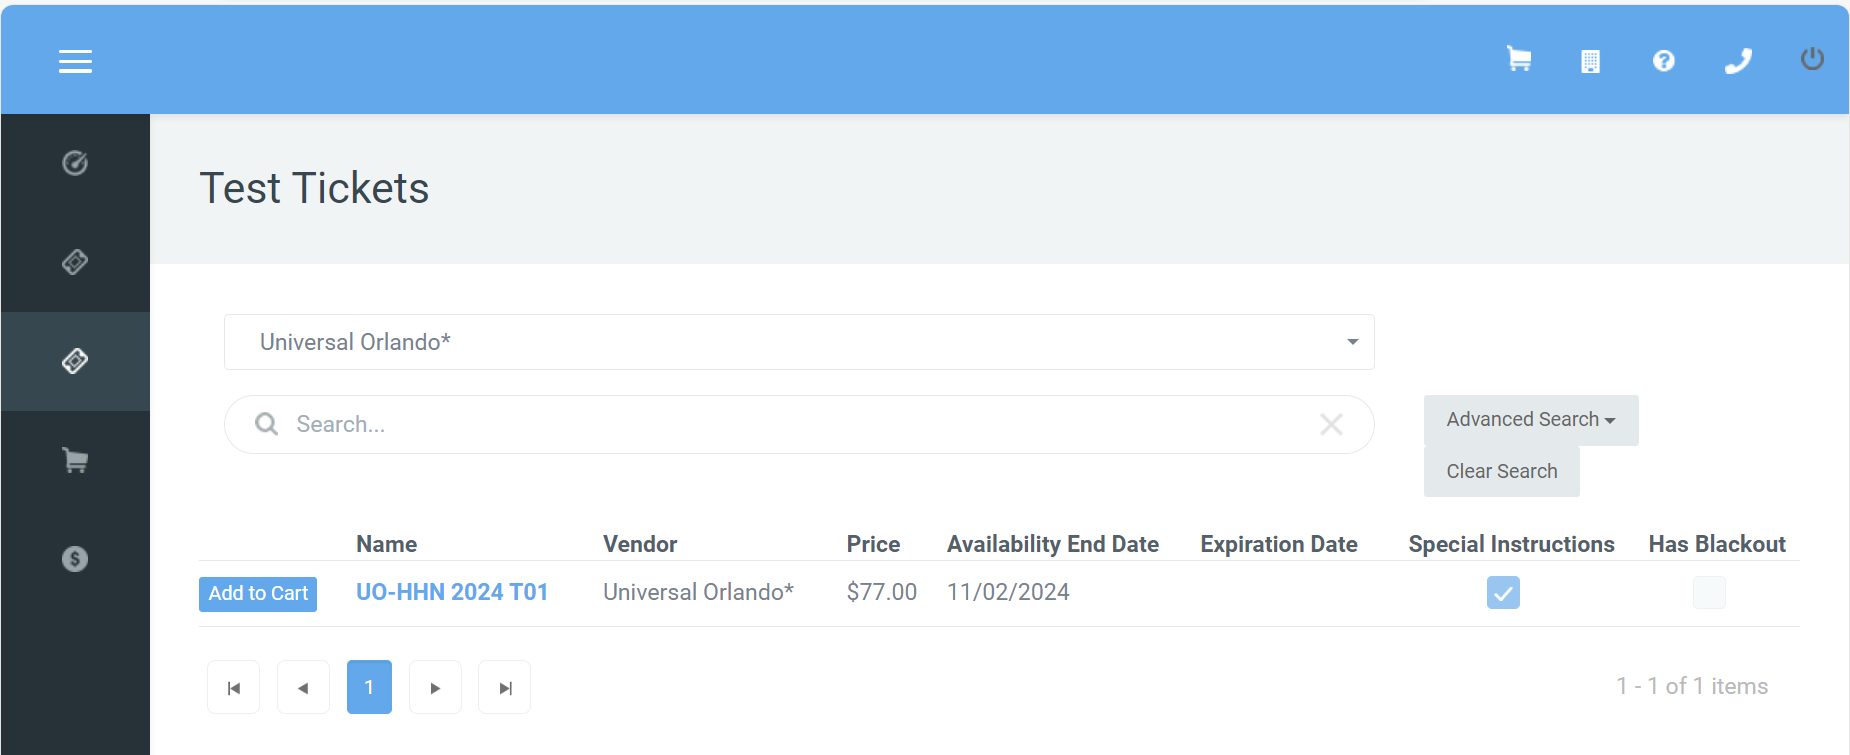 Test Tickets
Universal Orlando*
Search...
Advanced Search
Clear Search
Name Vendor Price Availability End Date Expiration Date Special Instructions Has Blackout
Add to Cart UO-HHN 2024 T01 Universal Orlando* $77.00 11/02/2024
1
1 - 1 of 1 items